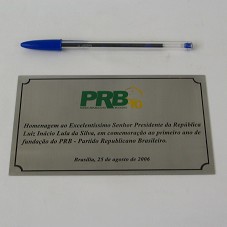 PRB
Homenagem ao Excelentíssimo Senhor Presidente da República
Luiz Inácio Lula da Silva, em comemoração ao primeiro ano de
fundação do PRB - Partido Republicano Brasileiro.
Brasília, 25 de agosto de 2006